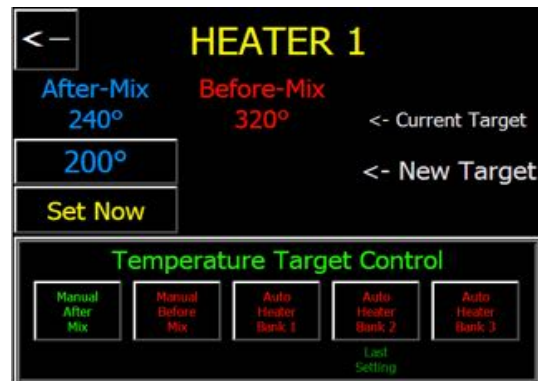 <- HEATER 1
After-Mix Before-Mix
240° 320° <- Current Target
200° <- New Target
Set Now
Temperature Target Control
Manual After Mix
Manual Before Mix
Auto Heater Bank 1
Auto Heater Bank 2
Auto Heater Bank 3
Last Setting